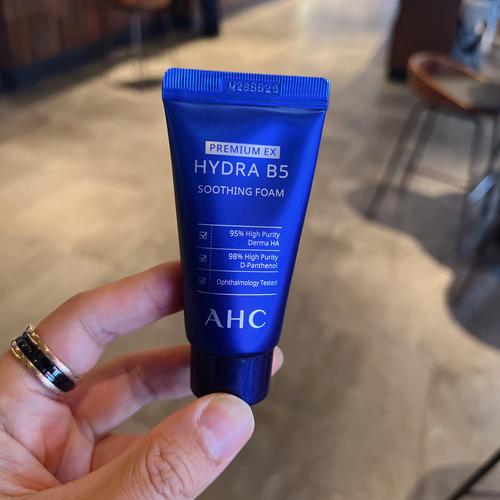 PREMIUM EX
HYDRA B5
SOOTHING FOAM
95% High Purity
Derma HA
98% High Purity
D-Panthenol
Ophthalmology Tested
AHC